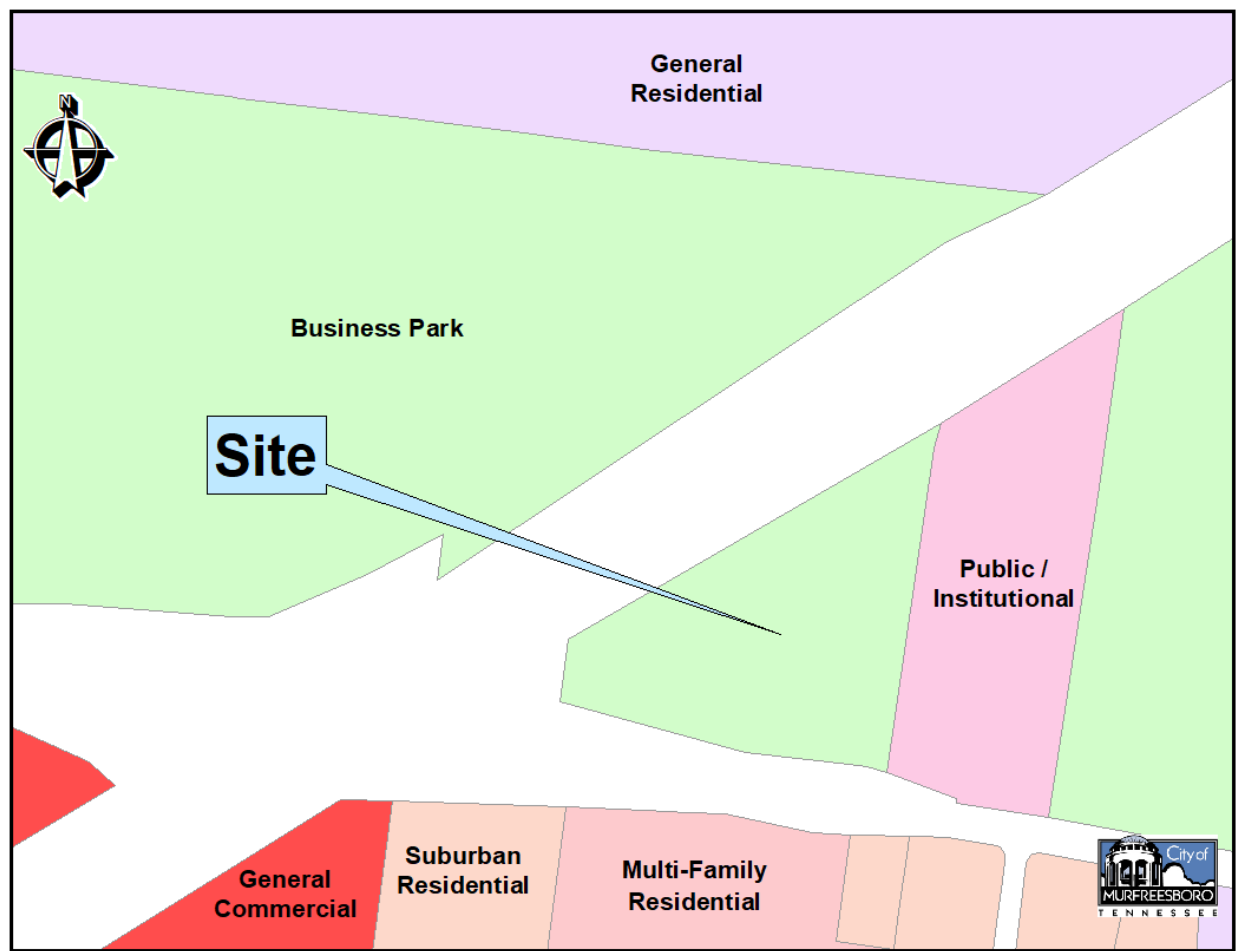 General
Residential
N
Business Park
Site
Public /
Institutional
Suburban
Residential
Multi-Family
Residential
General
Commercial
City of
MURFREESBORO
TENNESSEE